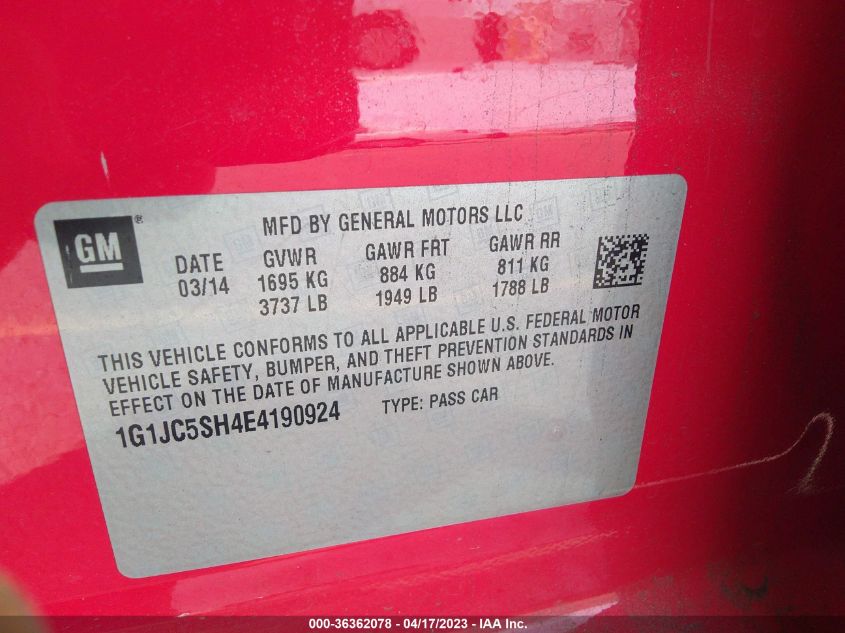 GM®
MFD BY GENERAL MOTORS LLC
DATE GVWR GAWR FRT GAWR RR
03/14 1695 KG 884 KG 811 KG
3737 LB 1949 LB 1788 LB
THIS VEHICLE CONFORMS TO ALL APPLICABLE U.S. FEDERAL MOTOR
VEHICLE SAFETY, BUMPER, AND THEFT PREVENTION STANDARDS IN
EFFECT ON THE DATE OF MANUFACTURE SHOWN ABOVE.
1G1JC5SH4E4190924 TYPE: PASS CAR
000-36362078 - 04/17/2023 - IAA Inc.